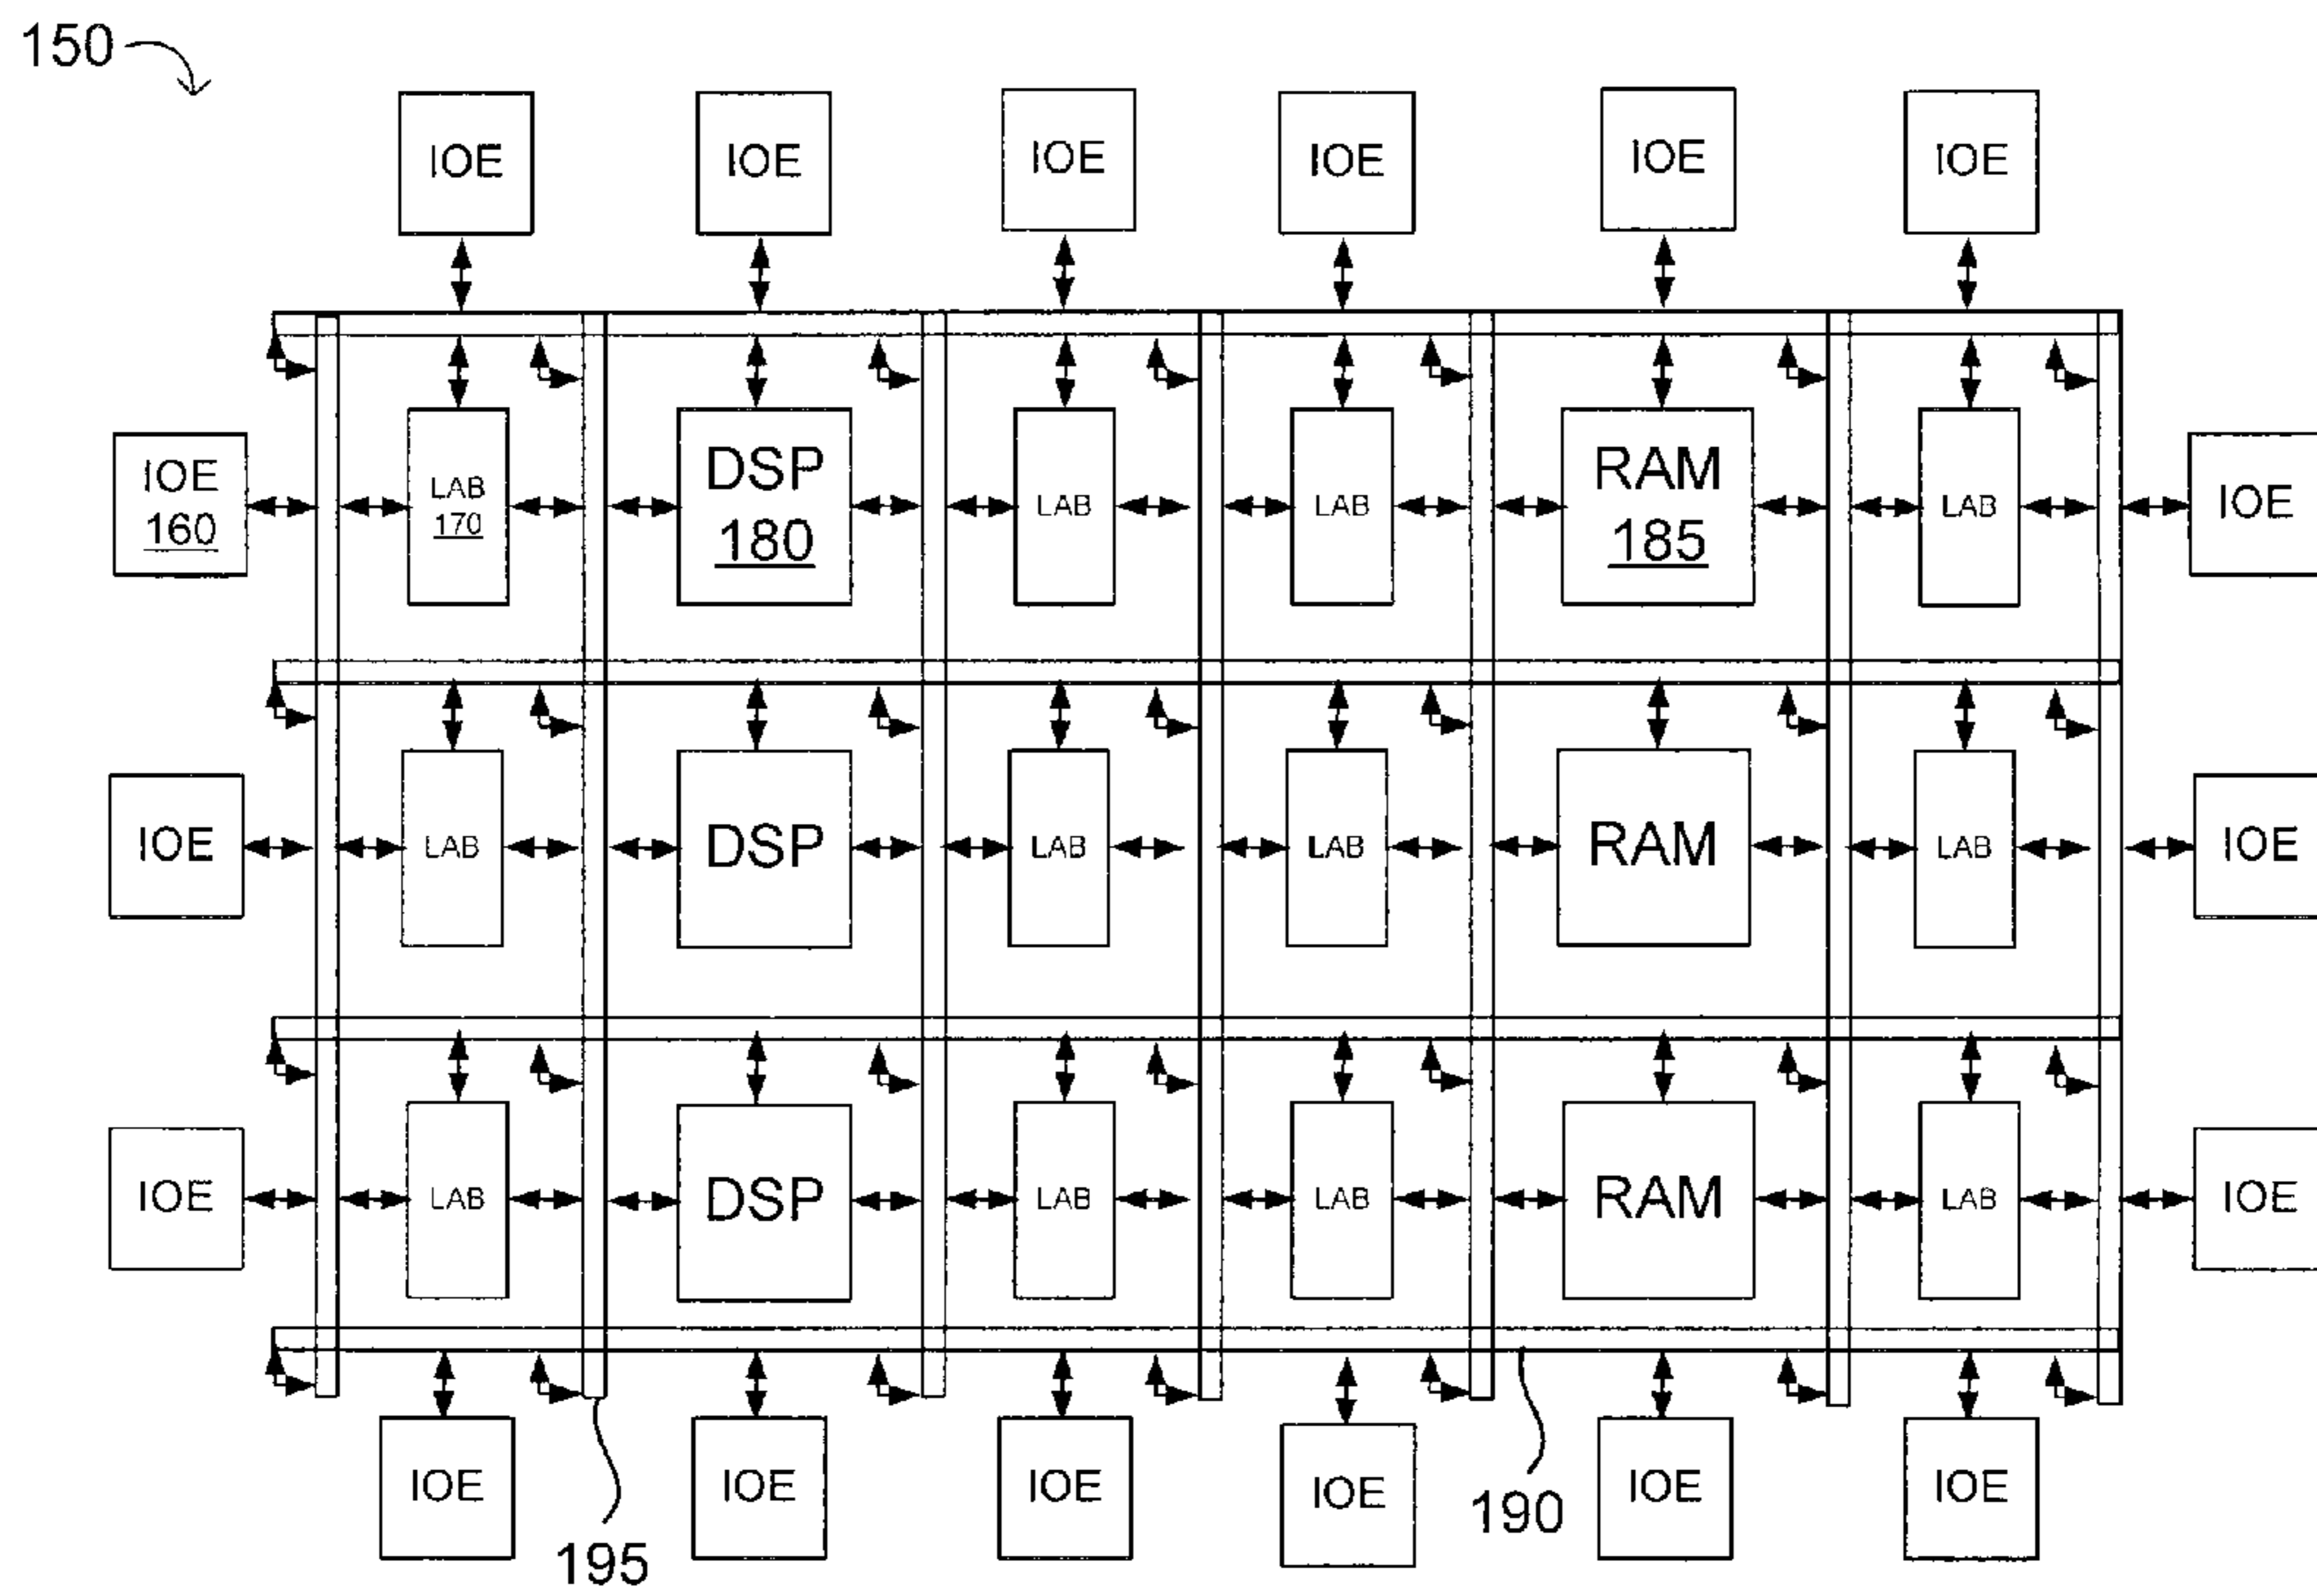 150
IOE IOE IOE IOE IOE IOE
IOE
160
LAB
170
DSP
180
LAB
LAB
RAM
185
LAB
IOE
IOE LAB DSP LAB LAB RAM LAB IOE
IOE LAB DSP LAB LAB RAM LAB IOE
IOE IOE IOE IOE IOE IOE
195
190